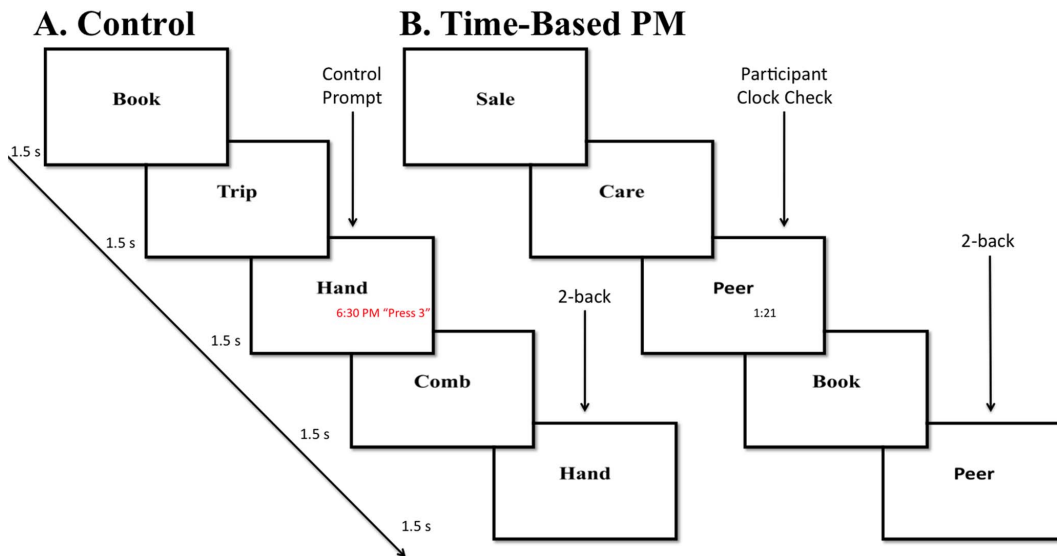 A. Control
Book
1.5 s
Trip
1.5 s
Control
Prompt
Hand
6:30 PM “Press 3”
1.5 s
Comb
1.5 s
2-back
Hand
1.5 s
B. Time-Based PM
Sale
Care
Participant
Clock Check
Peer
1:21
Book
2-back
Peer